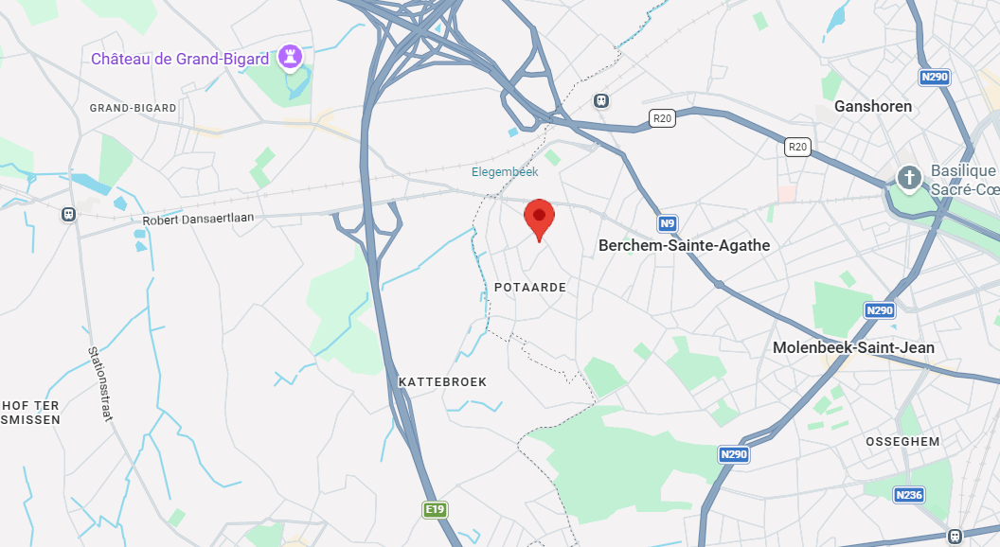 Château de Grand-Bigard
N290
GRAND-BIGARD
Ganshoren
R20
R20
Elegembeek
Basilique
Sacré-Cœ
Robert Dansaertlaan
N9
Berchem-Sainte-Agathe
POTAARDE
N290
Molenbeek-Saint-Jean
Stationsstraat
KATTEBROEK
HOF TER
SMISSEN
OSSEGHEM
N290
N236
E19